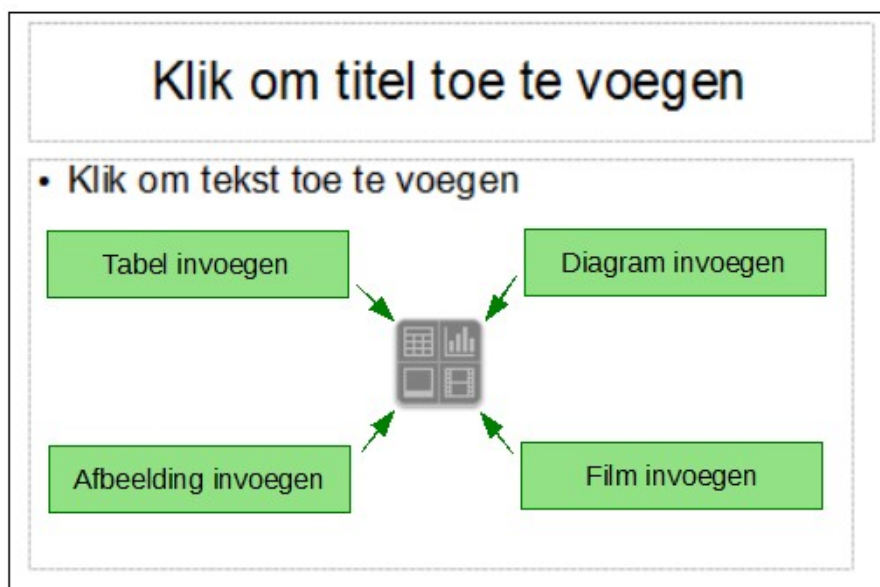 Klik om titel toe te voegen
• Klik om tekst toe te voegen
Tabel invoegen
Diagram invoegen
Afbeelding invoegen
Film invoegen